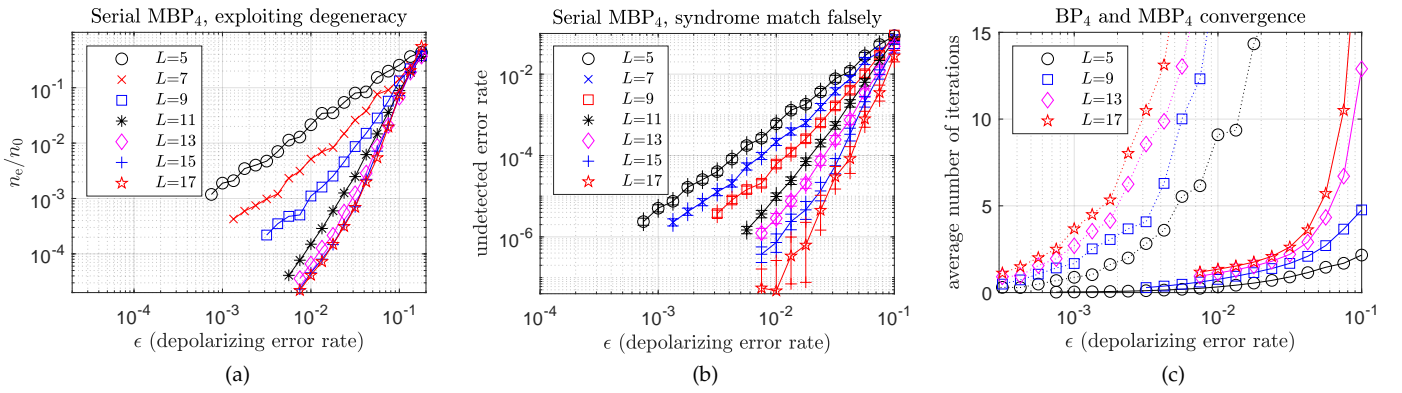 Serial MBP₄, exploiting degeneracy
10⁻¹
10⁻²
10⁻³
10⁻⁴
nₑ/n₀
L=5
L=7
L=9
L=11
L=13
L=15
L=17
10⁻⁴
10⁻³
10⁻²
10⁻¹
ϵ (depolarizing error rate)
(a)
Serial MBP₄, syndrome match falsely
10⁻²
10⁻⁴
10⁻⁶
undetected error rate
L=5
L=7
L=9
L=11
L=13
L=15
L=17
10⁻⁴
10⁻³
10⁻²
10⁻¹
ϵ (depolarizing error rate)
(b)
BP₄ and MBP₄ convergence
15
10
5
0
average number of iterations
L=5
L=9
L=13
L=17
10⁻³
10⁻²
10⁻¹
ϵ (depolarizing error rate)
(c)